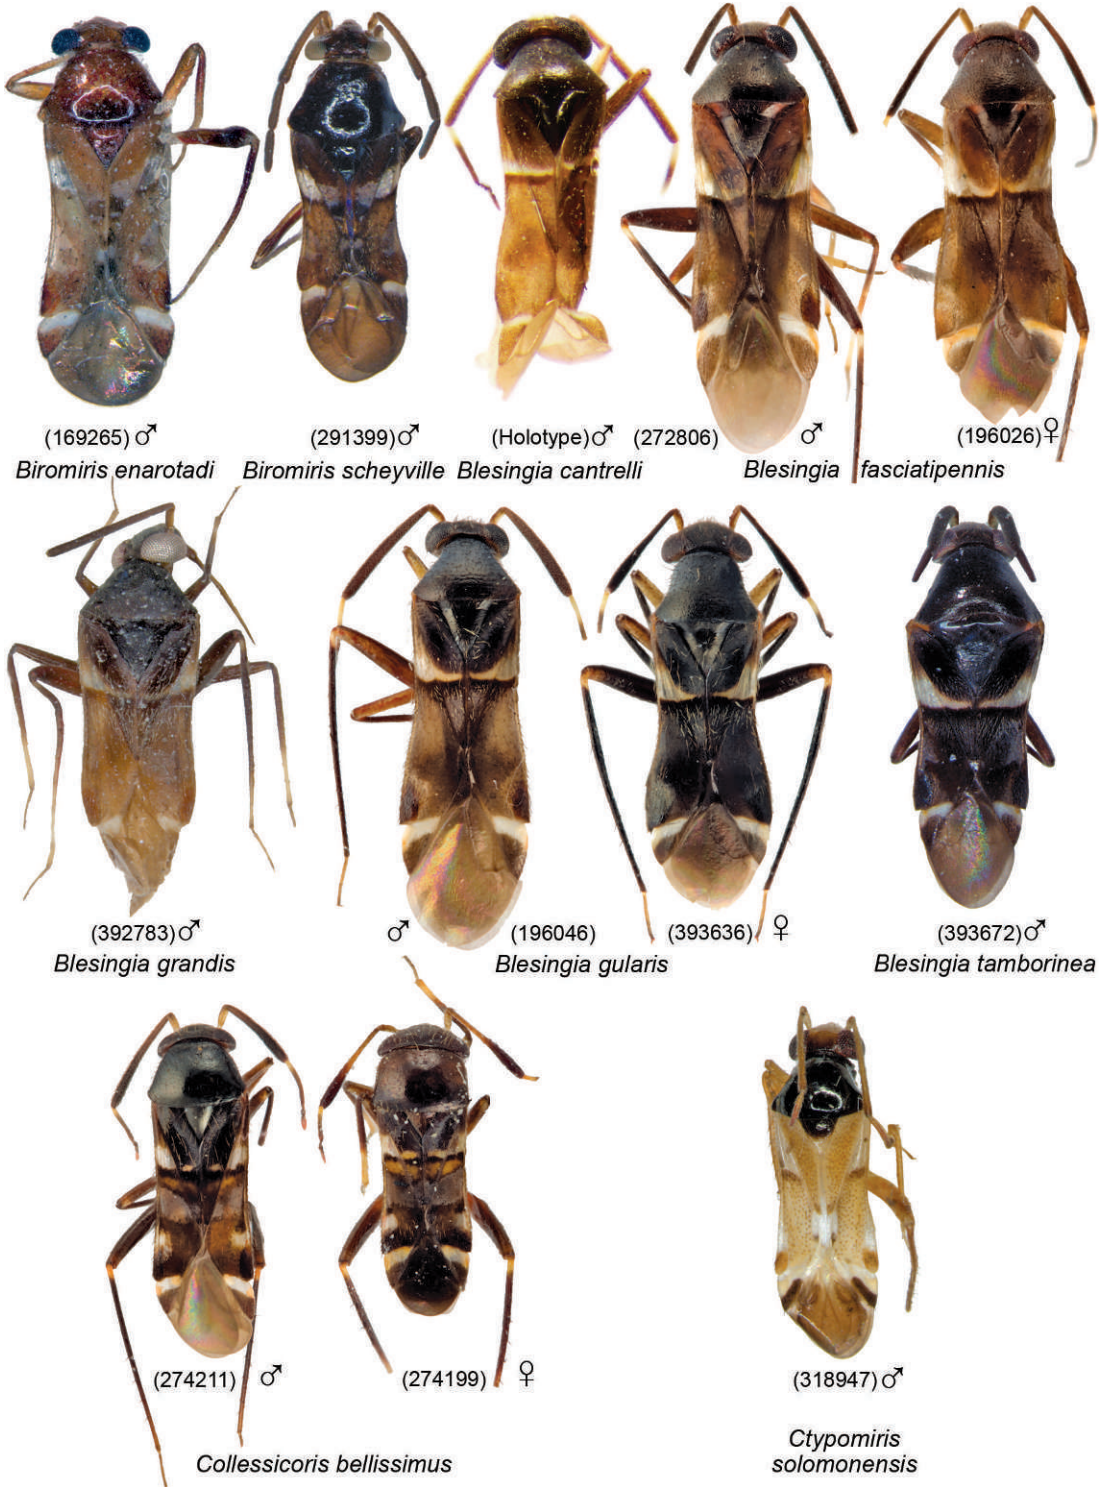 (169265) ♂
(291399) ♂
(Holotype) ♂
(272806) ♂
(196026) ♀
Biromiris enarotadi
Biromiris scheyville
Blesingia cantrelli
Blesingia fasciatipennis
(392783) ♂
♂ (196046)
(393636) ♀
(393672) ♂
Blesingia grandis
Blesingia gularis
Blesingia tamborinea
(274211) ♂
(274199) ♀
(318947) ♂
Collessicoris bellissimus
Ctypomiris
solomonensis